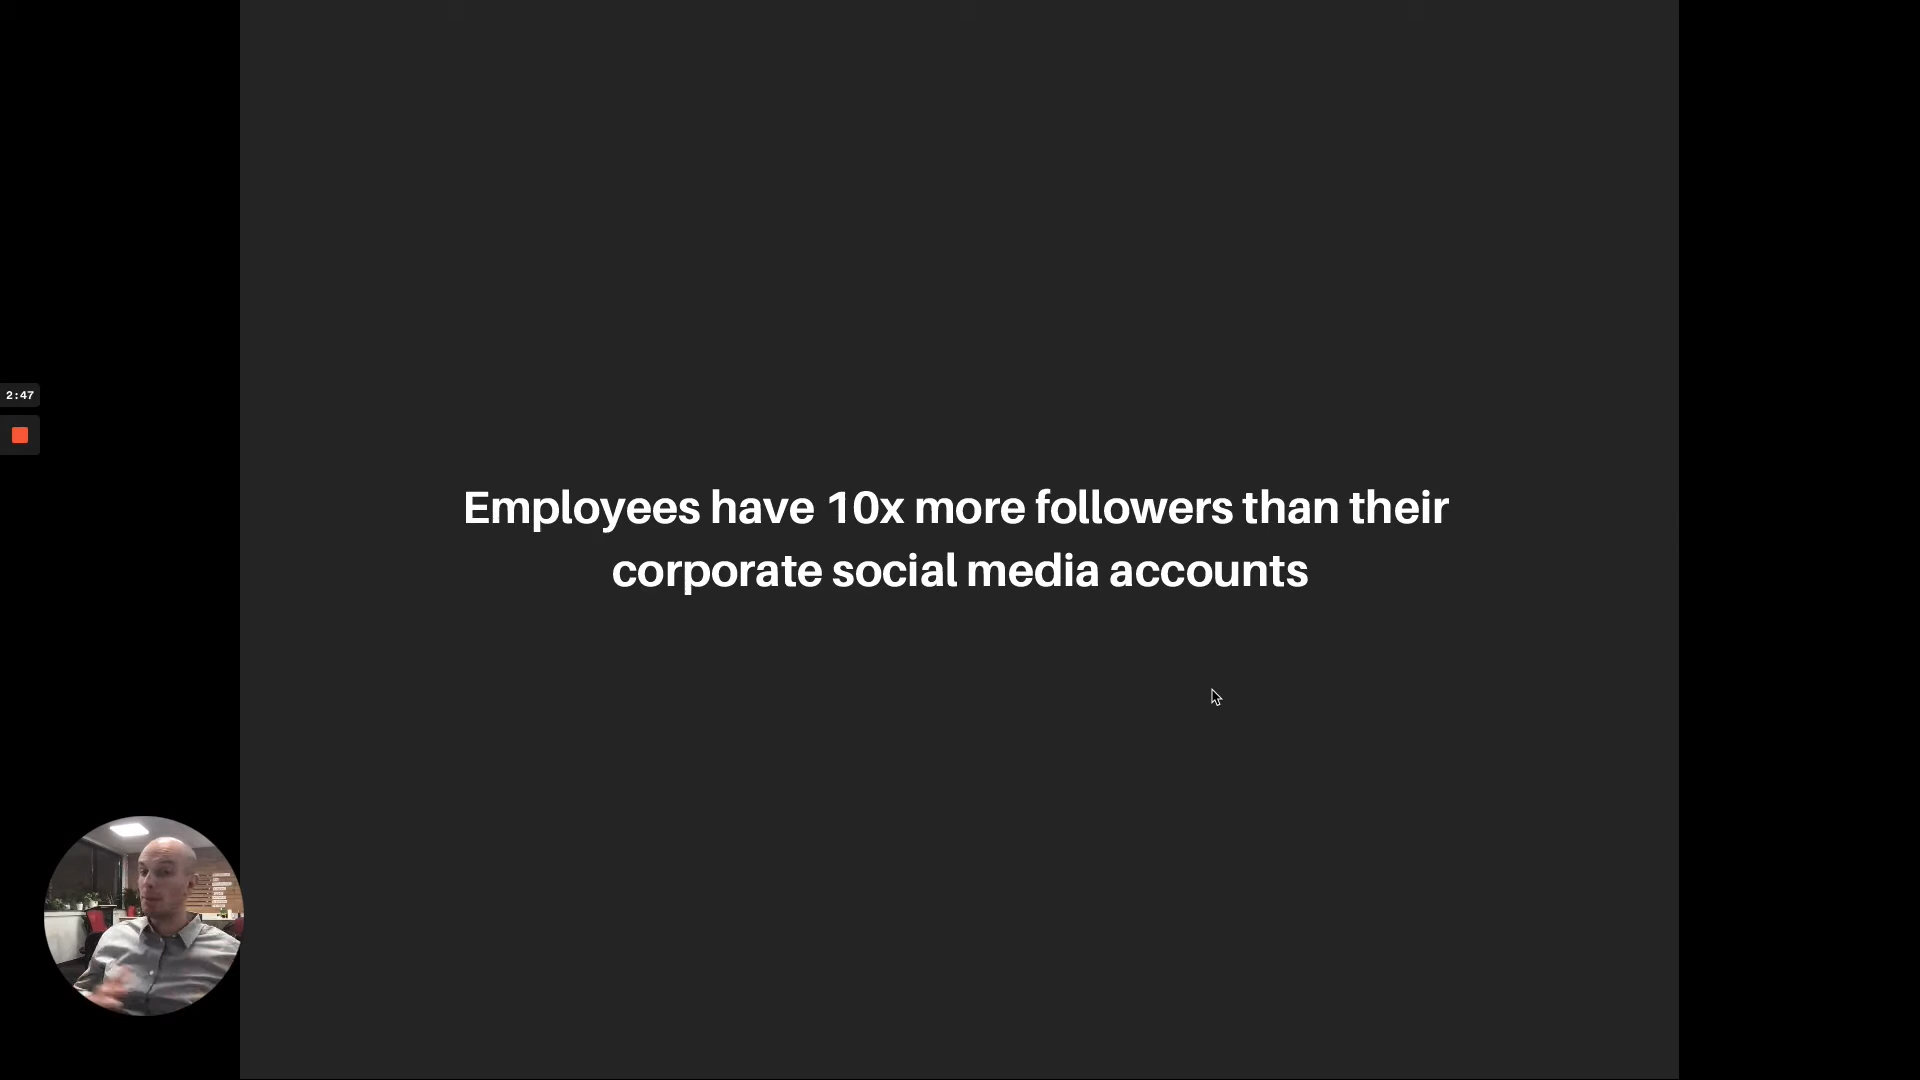 2:47
Employees have 10x more followers than their
corporate social media accounts